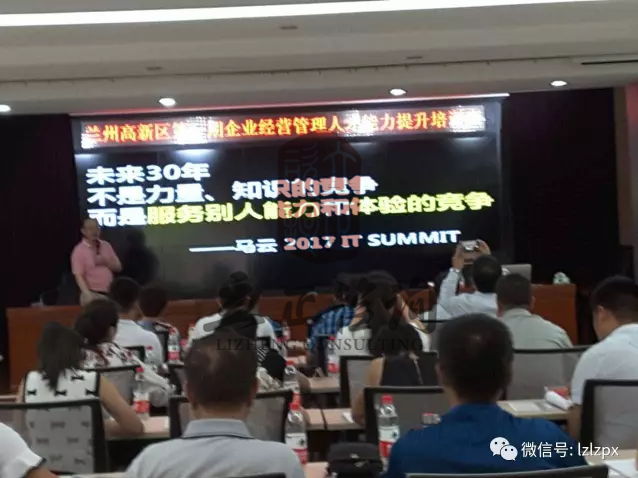 兰州高新区第 期企业经营管理人才能力提升培训
未来30年
不是力量、知识的竞争
而是服务别人能力和体验的竞争
——马云 2017 IT SUMMIT
LIZHENG CONSULTING
微信号: lzlzpx